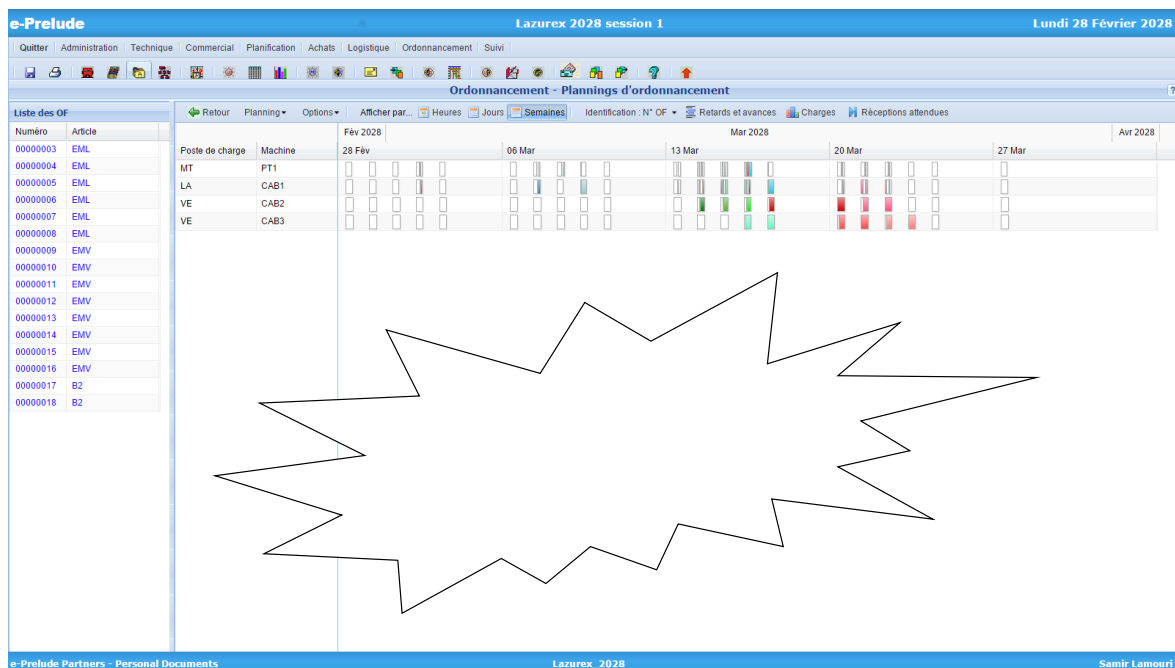 e-Prelude Lazurex 2028 session 1 Lundi 28 Février 2028
Quitter Administration Technique Commercial Planification Achats Logistique Ordonnancement Suivi
Ordonnancement - Plannings d'ordonnancement ?
Liste des OF Retour Planning Options Afficher par... Heures Jours Semaines Identification : N° OF Retards et avances Charges Réceptions attendues
Numéro Article
Fèv 2028 Mar 2028 Avr 2028
Poste de charge Machine 28 Fèv 06 Mar 13 Mar 20 Mar 27 Mar
MT PT1
LA CAB1
VE CAB2
VE CAB3
00000003 EML
00000004 EML
00000005 EML
00000006 EML
00000007 EML
00000008 EML
00000009 EMV
00000010 EMV
00000011 EMV
00000012 EMV
00000013 EMV
00000014 EMV
00000015 EMV
00000016 EMV
00000017 B2
00000018 B2
e-Prelude Partners - Personal Documents Lazurex_2028 Samir Lamouri